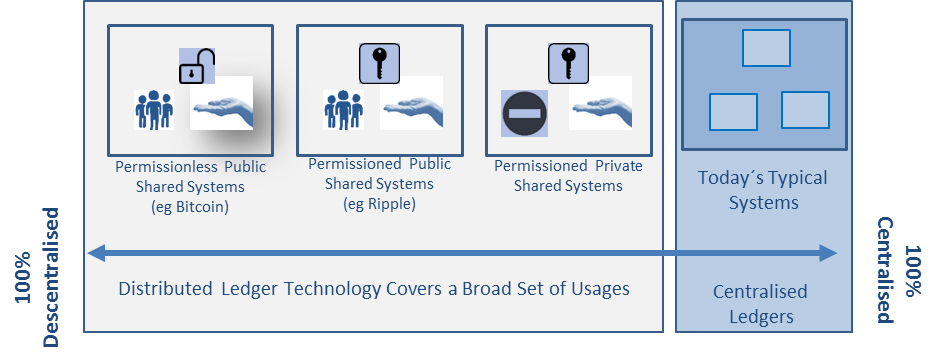 Permissionless Public
Shared Systems
(eg Bitcoin)
Permissioned Public
Shared Systems
(eg Ripple)
Permissioned Private
Shared Systems
Today´s Typical
Systems
100%
Descentralised
100%
Centralised
Distributed Ledger Technology Covers a Broad Set of Usages
Centralised
Ledgers